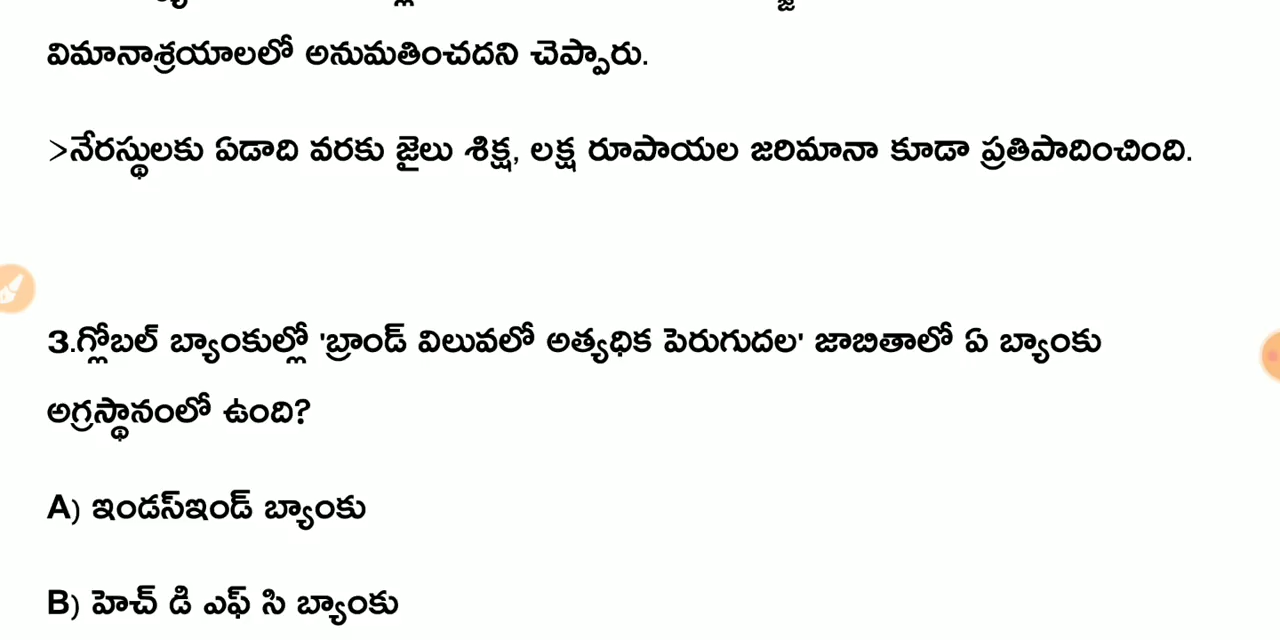 విమానాశ్రయాలలో అనుమతించదని చెప్పారు.
>నేరస్థులకు ఏడాది వరకు జైలు శిక్ష, లక్ష రూపాయల జరిమానా కూడా ప్రతిపాదించింది.
3.గ్లోబల్ బ్యాంకుల్లో 'బ్రాండ్ విలువలో అత్యధిక పెరుగుదల' జాబితాలో ఏ బ్యాంకు
అగ్రస్థానంలో ఉంది?
A) ఇండస్ఇండ్ బ్యాంకు
B) హెచ్ డి ఎఫ్ సి బ్యాంకు